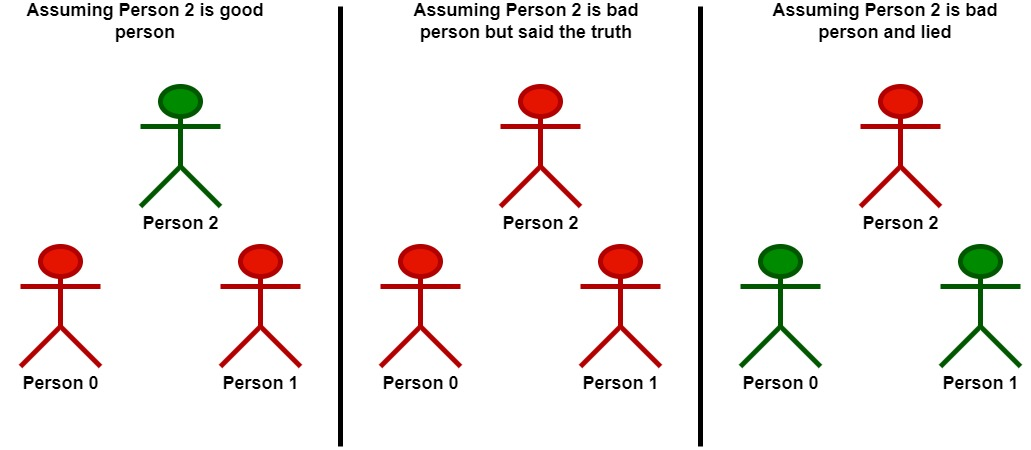 Assuming Person 2 is good
person
Person 2
Person 0
Person 1
Assuming Person 2 is bad
person but said the truth
Person 2
Person 0
Person 1
Assuming Person 2 is bad
person and lied
Person 2
Person 0
Person 1